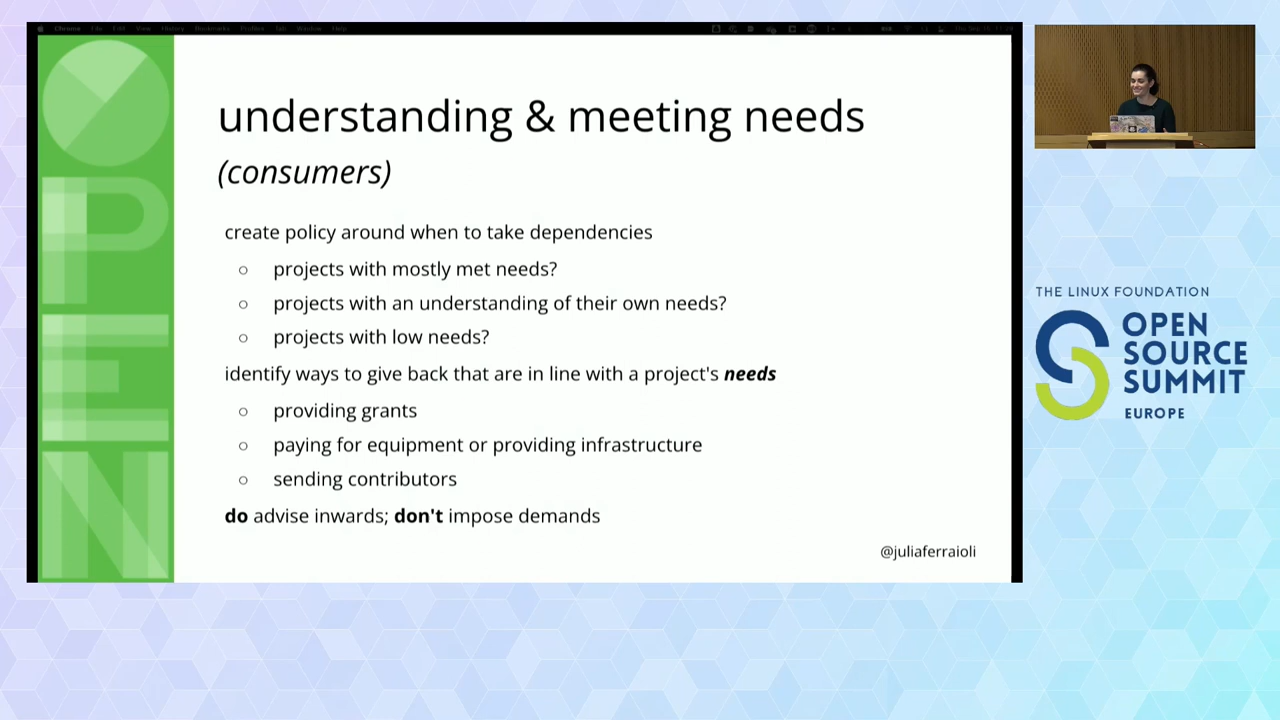 OPEN
understanding & meeting needs
(consumers)
create policy around when to take dependencies
○ projects with mostly met needs?
○ projects with an understanding of their own needs?
○ projects with low needs?
identify ways to give back that are in line with a project's needs
○ providing grants
○ paying for equipment or providing infrastructure
○ sending contributors
do advise inwards; don't impose demands
@juliaferraioli
THE LINUX FOUNDATION
OPEN
SOURCE
SUMMIT
EUROPE